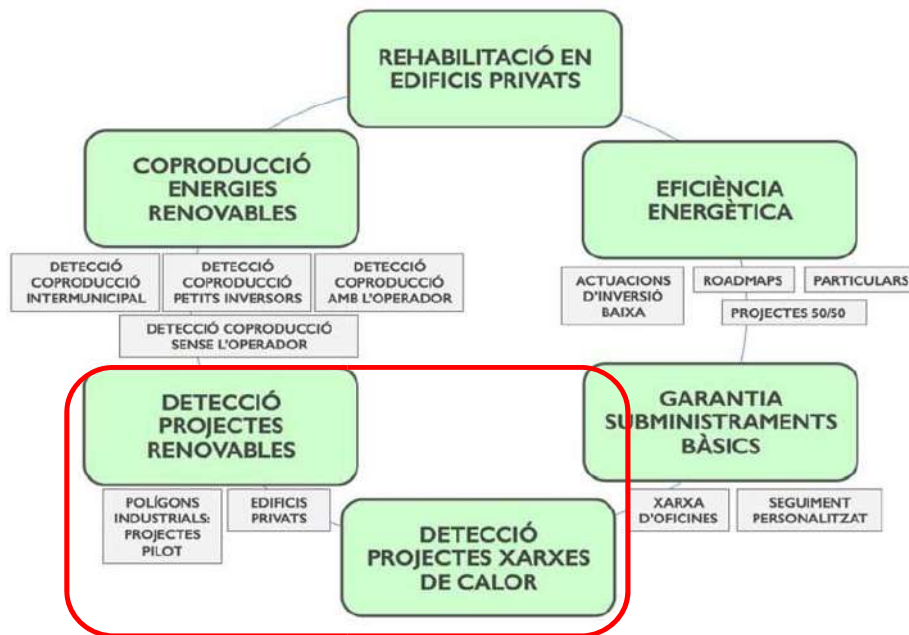 REHABILITACIÓ EN
EDIFICIS PRIVATS
COPRODUCCIÓ
ENERGIES
RENOVABLES
EFICIÈNCIA
ENERGÈTICA
DETECCIÓ
COPRODUCCIÓ
INTERMUNICIPAL
DETECCIÓ
COPRODUCCIÓ
PETITS INVERSORS
DETECCIÓ
COPRODUCCIÓ
AMB L'OPERADOR
DETECCIÓ COPRODUCCIÓ
SENSE L'OPERADOR
ACTUACIONS
D'INVERSIÓ
BAIXA
ROADMAPS
PARTICULARS
PROJECTES 50/50
DETECCIÓ
PROJECTES
RENOVABLES
GARANTIA
SUBMINISTRAMENTS
BÀSICS
POLÍGONS
INDUSTRIALS:
PROJECTES
PILOT
EDIFICIS
PRIVATS
XARXA
D'OFICINES
SEGUIMENT
PERSONALITZAT
DETECCIÓ
PROJECTES XARXES
DE CALOR